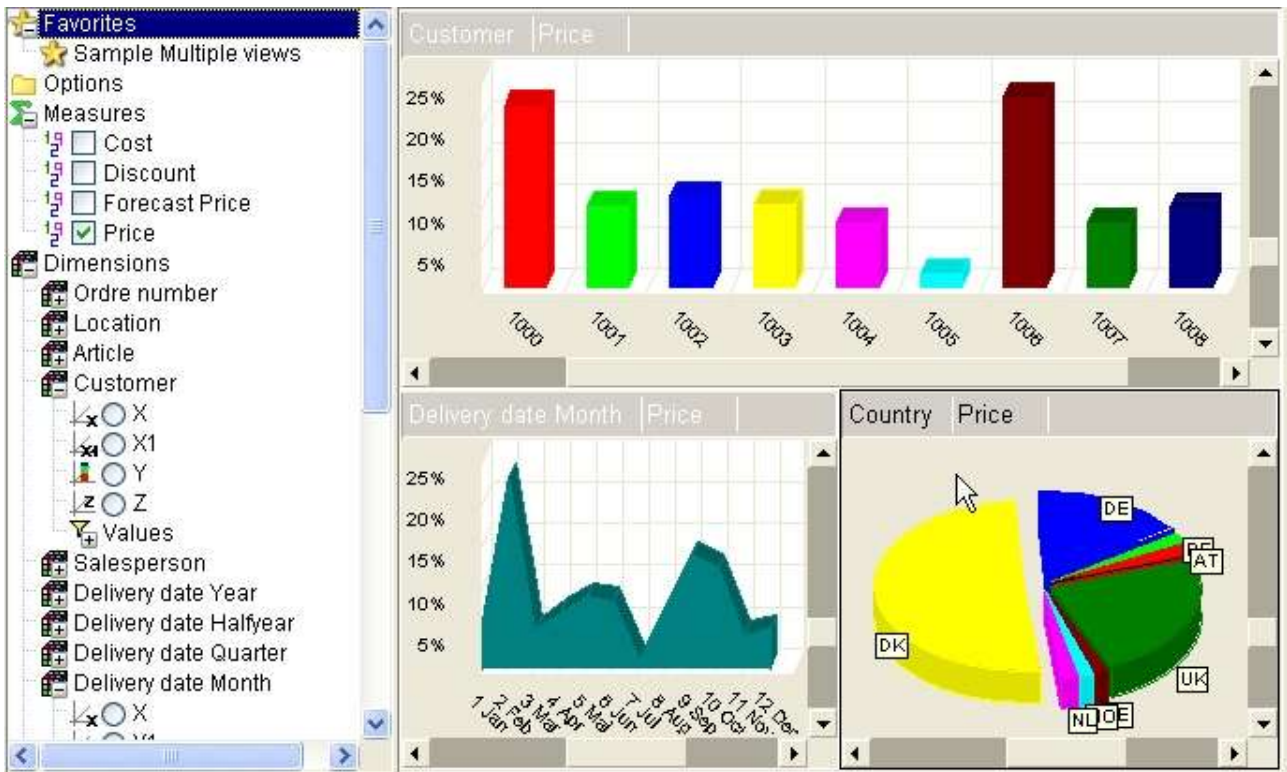 Favorites
Sample Multiple views
Options
Measures
Cost
Discount
Forecast Price
Price
Dimensions
Ordre number
Location
Article
Customer
X
X1
Y
Z
Values
Salesperson
Delivery date Year
Delivery date Halfyear
Delivery date Quarter
Delivery date Month
X
Customer Price
25%
20%
15%
10%
5%
1000 1001 1002 1003 1004 1005 1006 1007 1008
Delivery date Month Price
25%
20%
15%
10%
5%
1 Jan 2 Feb 3 Mar 4 Apr 5 Maj 6 Jun 7 Jul 8 Aug 9 Sep 10 Oct 11 Nov 12 Dec
Country Price
DE
AT
DK
UK
NL